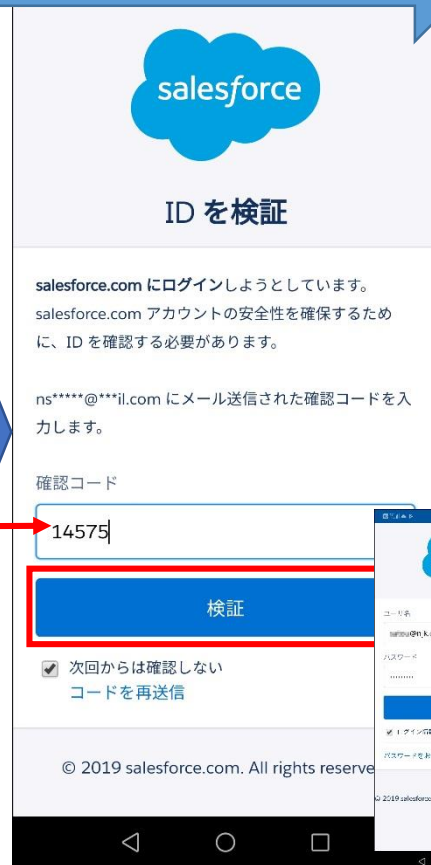 salesforce
ID を検証
salesforce.com にログインしようとしています。
salesforce.com アカウントの安全性を確保するため
に、ID を確認する必要があります。
ns*****@***il.com にメール送信された確認コードを入
力します。
確認コード
14575
検証
次回からは確認しない
コードを再送信
© 2019 salesforce.com. All rights reserve
ユーザ名
パスワード
.........
© 2019 salesforce